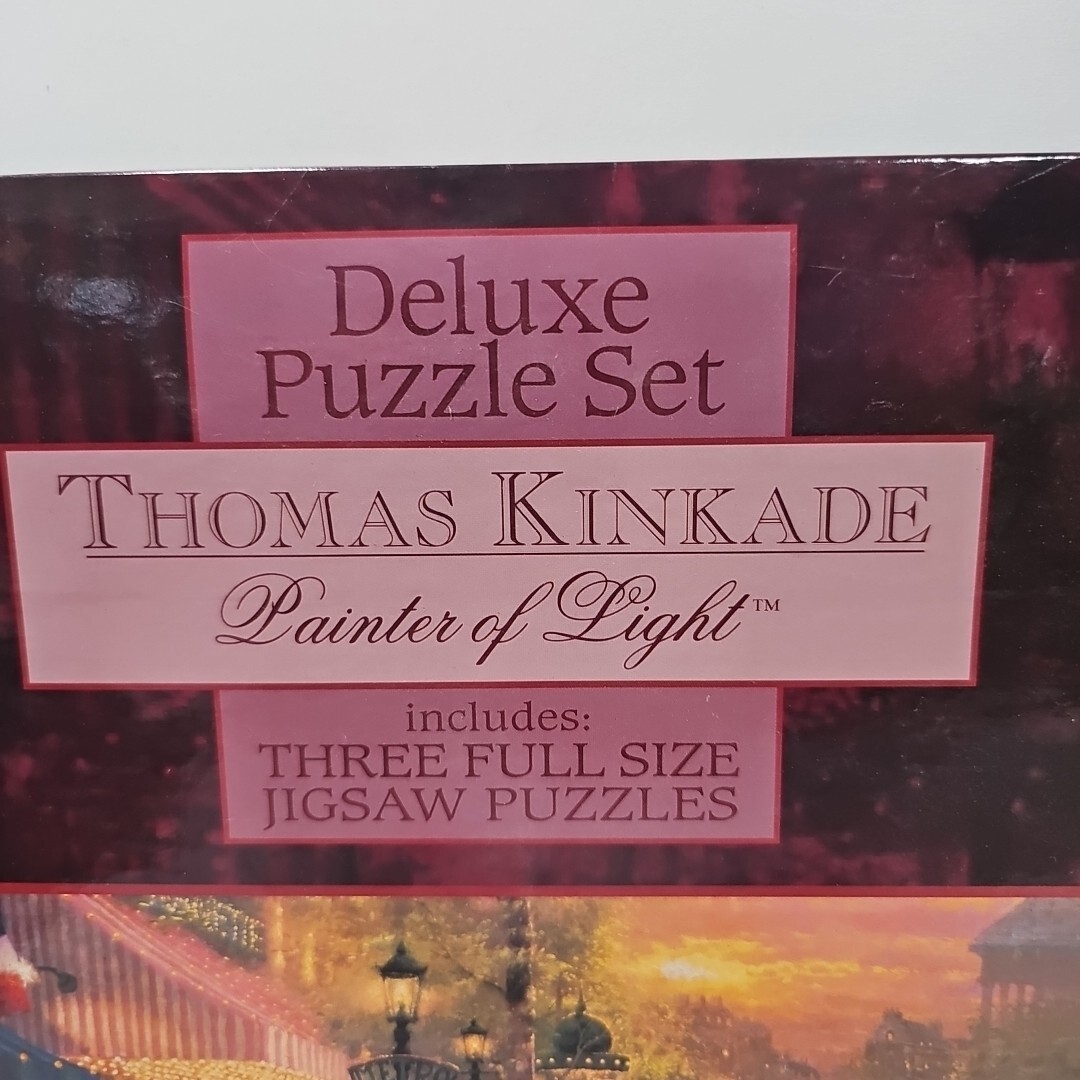 Deluxe
Puzzle Set
THOMAS KINKADE
Painter of Light™
includes:
THREE FULL SIZE
JIGSAW PUZZLES